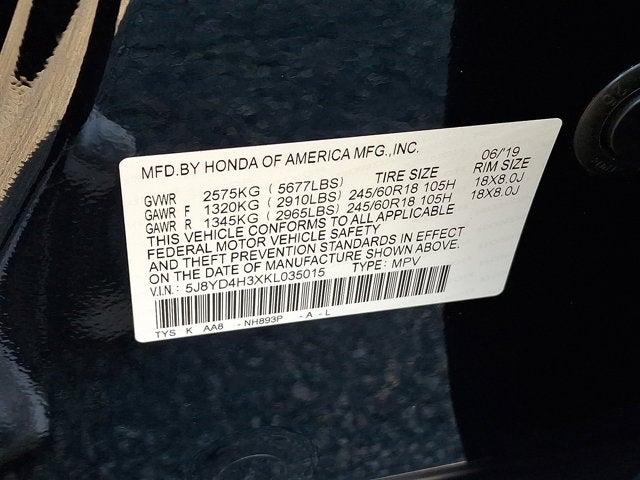 MFD.BY HONDA OF AMERICA MFG.,INC. 06/'19
TIRE SIZE RIM SIZE
GVWR 2575KG ( 5677LBS)
GAWR F 1320KG ( 2910LBS) 245/60R18 105H 18X8.0J
GAWR R 1345KG ( 2965LBS) 245/60R18 105H 18X8.0J
THIS VEHICLE CONFORMS TO ALL APPLICABLE
FEDERAL MOTOR VEHICLE SAFETY
AND THEFT PREVENTION STANDARDS IN EFFECT
ON THE DATE OF MANUFACTURE SHOWN ABOVE.
V.I.N.: 5J8YD4H3XKL035015 TYPE: MPV
TYS K AA8 - NH893P - A - L